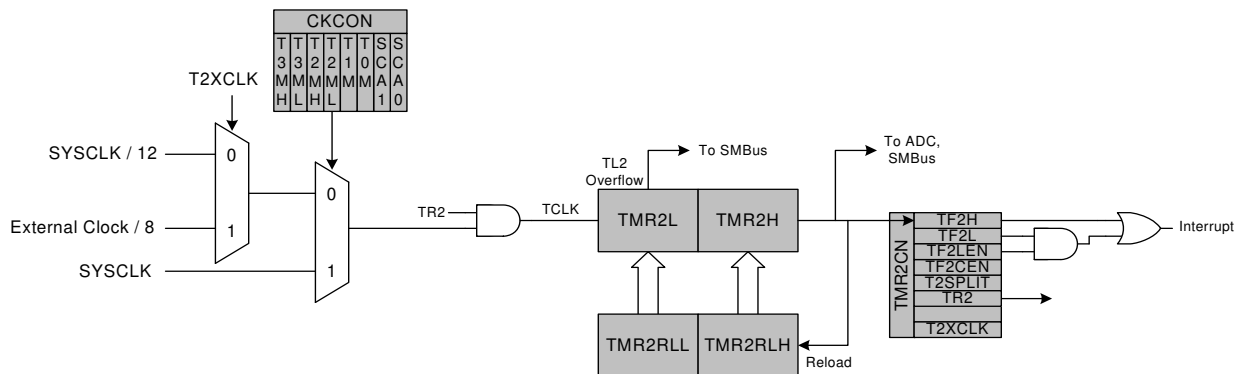 CKCON
T3MH
T3ML
T2MH
T2ML
T1M
T0M
SCA1
SCA0
T2XCLK
SYSCLK / 12
0
External Clock / 8
1
0
SYSCLK
1
TR2
TCLK
TL2
Overflow
To SMBus
TMR2L
TMR2H
TMR2RLL
TMR2RLH
Reload
To ADC,
SMBus
TMR2CN
TF2H
TF2L
TF2LEN
TF2CEN
T2SPLIT
TR2
T2XCLK
Interrupt